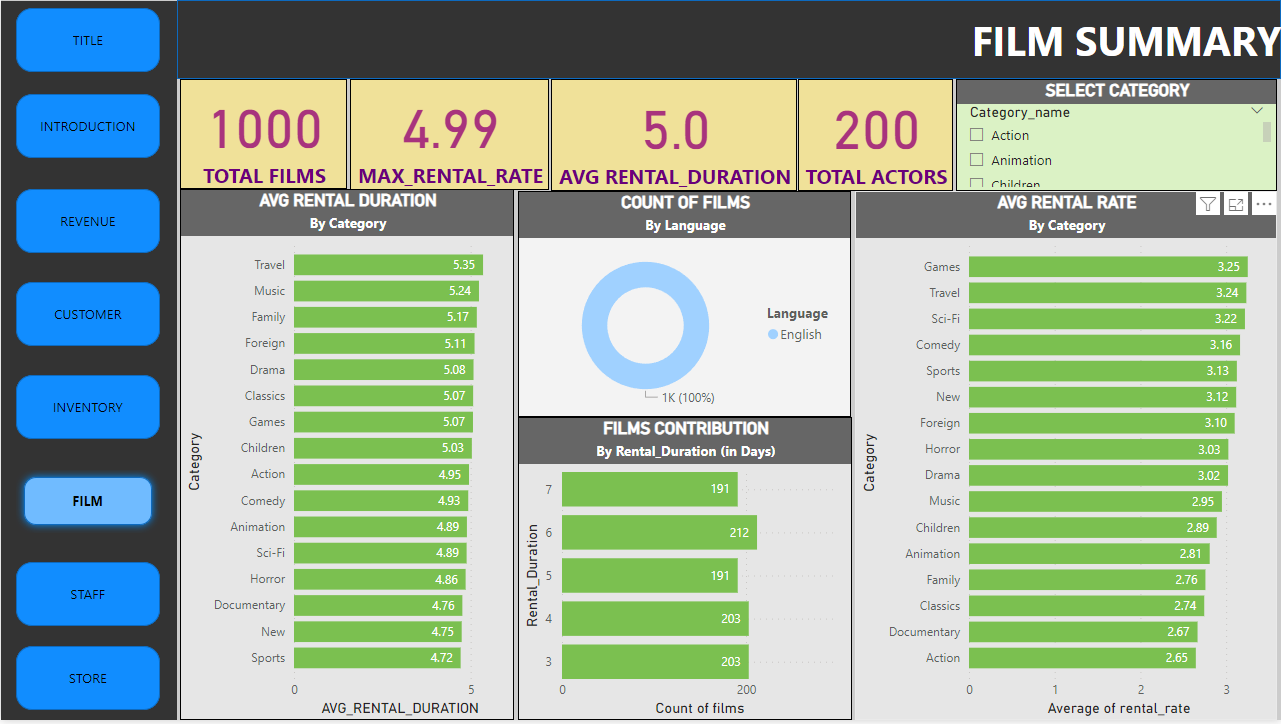 TITLE
INTRODUCTION
REVENUE
CUSTOMER
INVENTORY
FILM
STAFF
STORE
FILM SUMMARY
1000
TOTAL FILMS
4.99
MAX_RENTAL_RATE
5.0
AVG RENTAL_DURATION
200
TOTAL ACTORS
SELECT CATEGORY
Category_name
Action
Animation
Children
AVG RENTAL DURATION
By Category
Category
Travel 5.35
Music 5.24
Family 5.17
Foreign 5.11
Drama 5.08
Classics 5.07
Games 5.07
Children 5.03
Action 4.95
Comedy 4.93
Animation 4.89
Sci-Fi 4.89
Horror 4.86
Documentary 4.76
New 4.75
Sports 4.72
0 5
AVG_RENTAL_DURATION
COUNT OF FILMS
By Language
Language
English
1K (100%)
FILMS CONTRIBUTION
By Rental_Duration (in Days)
Rental_Duration
7 191
6 212
5 191
4 203
3 203
0 200
Count of films
AVG RENTAL RATE
By Category
Category
Games 3.25
Travel 3.24
Sci-Fi 3.22
Comedy 3.16
Sports 3.13
New 3.12
Foreign 3.10
Horror 3.03
Drama 3.02
Music 2.95
Children 2.89
Animation 2.81
Family 2.76
Classics 2.74
Documentary 2.67
Action 2.65
0 1 2 3
Average of rental_rate